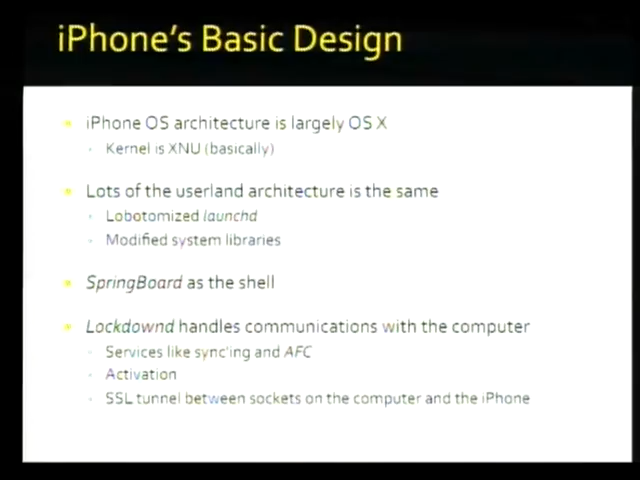 iPhone's Basic Design
iPhone OS architecture is largely OS X
Kernel is XNU (basically)
Lots of the userland architecture is the same
Lobotomized launchd
Modified system libraries
SpringBoard as the shell
Lockdownd handles communications with the computer
Services like sync'ing and AFC
Activation
SSL tunnel between sockets on the computer and the iPhone